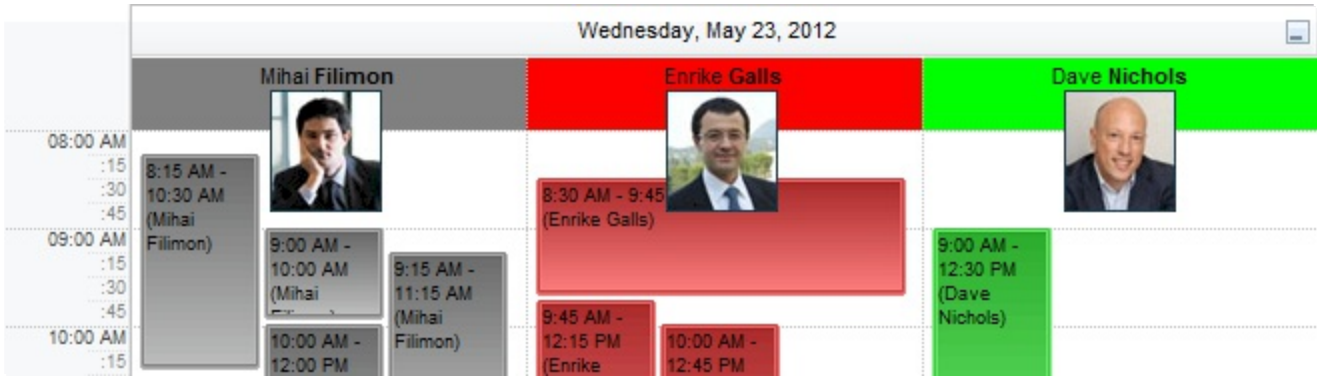 Wednesday, May 23, 2012
Mihai Filimon
Enrike Galls
Dave Nichols
08:00 AM
:15
:30
:45
09:00 AM
:15
:30
:45
10:00 AM
:15
8:15 AM -
10:30 AM
(Mihai
Filimon)
9:00 AM -
10:00 AM
(Mihai
10:00 AM -
12:00 PM
9:15 AM -
11:15 AM
(Mihai
Filimon)
8:30 AM - 9:45
(Enrike Galls)
9:45 AM -
12:15 PM
(Enrike
10:00 AM -
12:45 PM
9:00 AM -
12:30 PM
(Dave
Nichols)